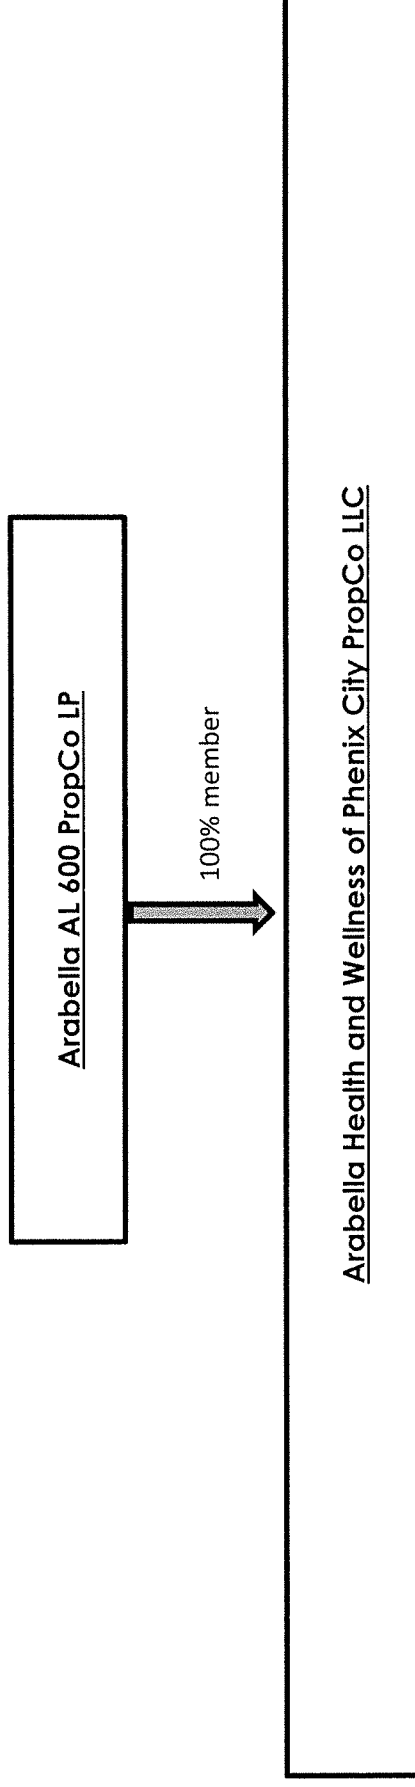 Arabella AL 600 PropCo LP
100% member
Arabella Health and Wellness of Phenix City PropCo LLC